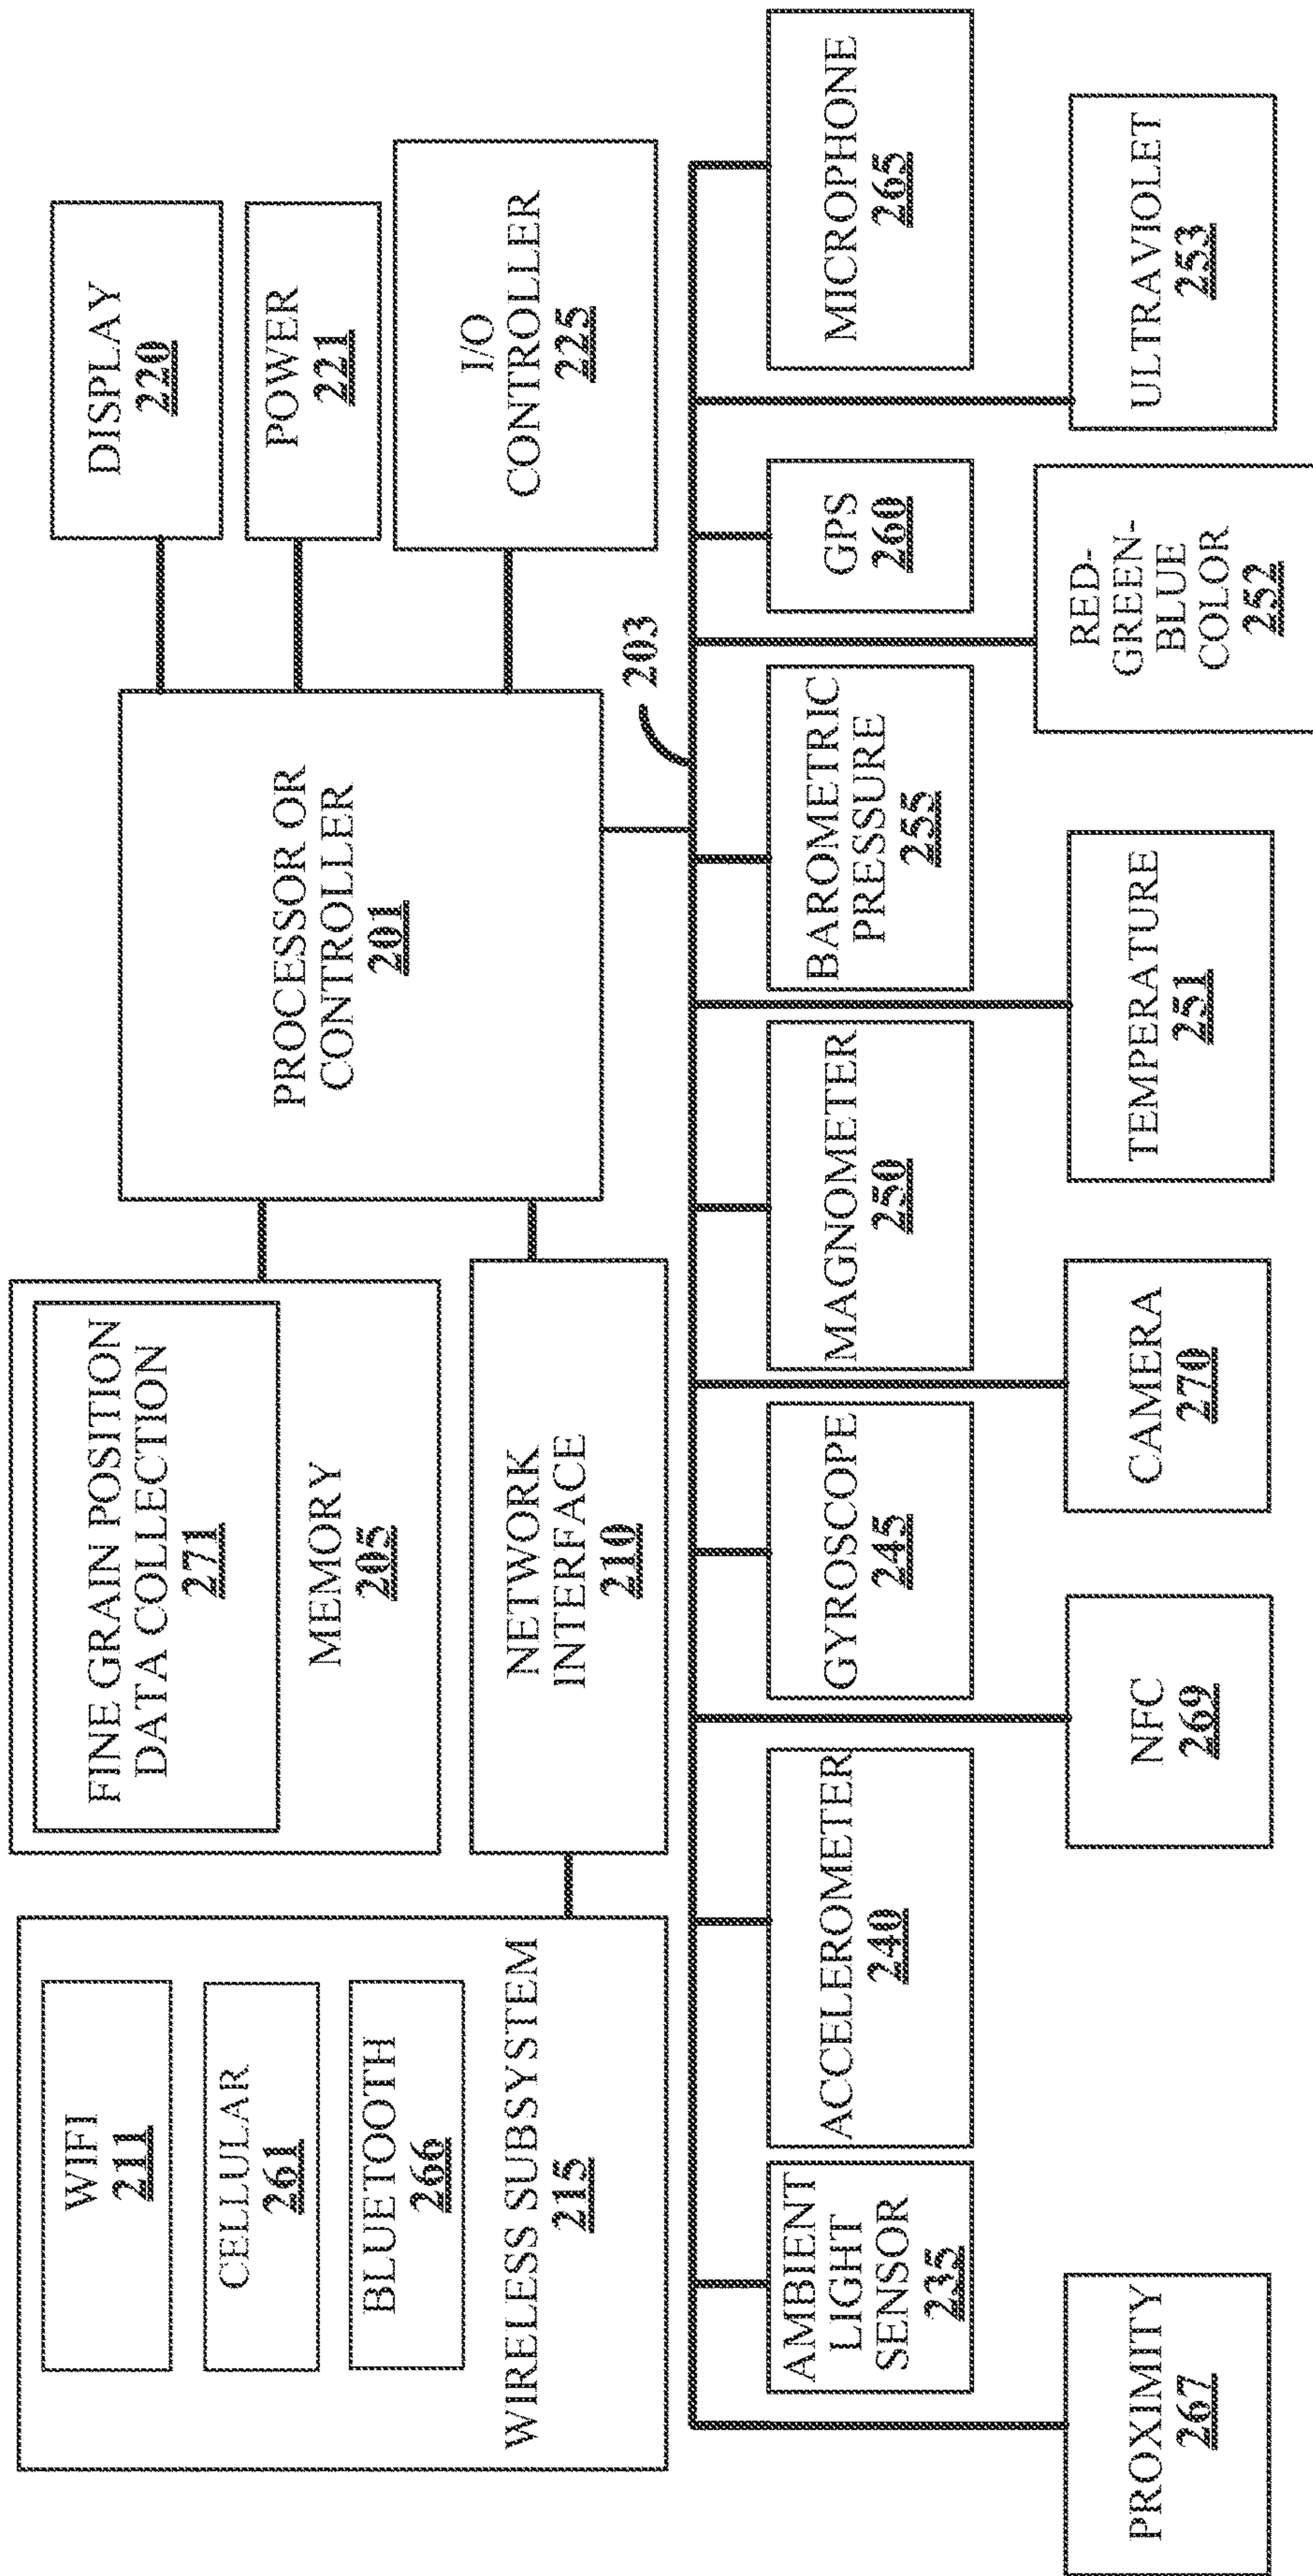 WIFI
211
CELLULAR
261
BLUETOOTH
266
WIRELESS SUBSYSTEM
215
FINE GRAIN POSITION
DATA COLLECTION
271
MEMORY
205
NETWORK
INTERFACE
210
PROCESSOR OR
CONTROLLER
201
DISPLAY
220
POWER
221
I/O
CONTROLLER
225
203
AMBIENT
LIGHT
SENSOR
235
ACCELEROMETER
240
GYROSCOPE
245
MAGNOMETER
250
BAROMETRIC
PRESSURE
255
GPS
260
MICROPHONE
265
PROXIMITY
267
NFC
269
CAMERA
270
TEMPERATURE
251
RED-
GREEN-
BLUE
COLOR
252
ULTRAVIOLET
253